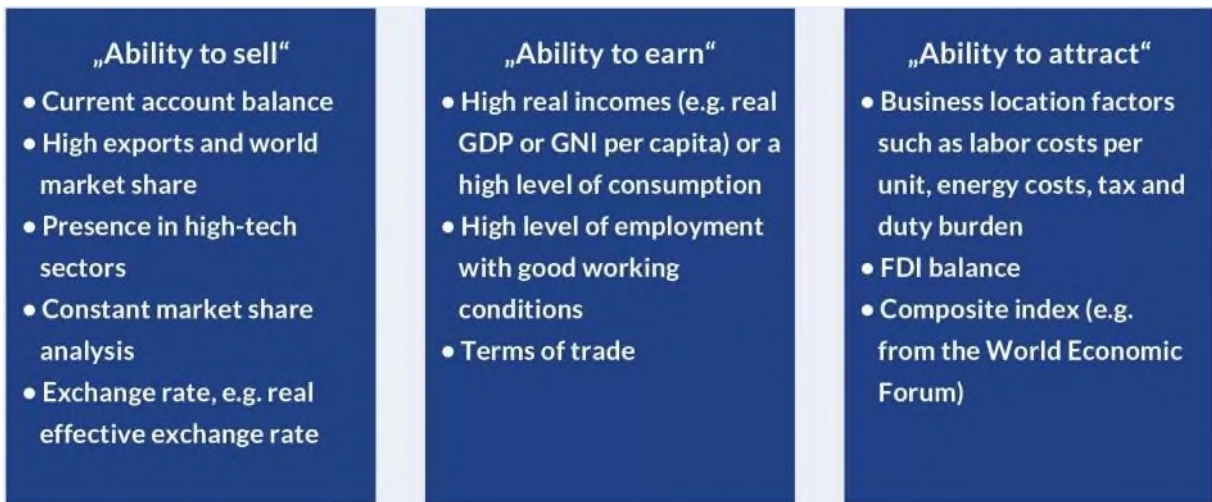 „Ability to sell“
● Current account balance
● High exports and world
market share
● Presence in high-tech
sectors
● Constant market share
analysis
● Exchange rate, e.g. real
effective exchange rate
„Ability to earn“
● High real incomes (e.g. real
GDP or GNI per capita) or a
high level of consumption
● High level of employment
with good working
conditions
● Terms of trade
„Ability to attract“
● Business location factors
such as labor costs per
unit, energy costs, tax and
duty burden
● FDI balance
● Composite index (e.g.
from the World Economic
Forum)